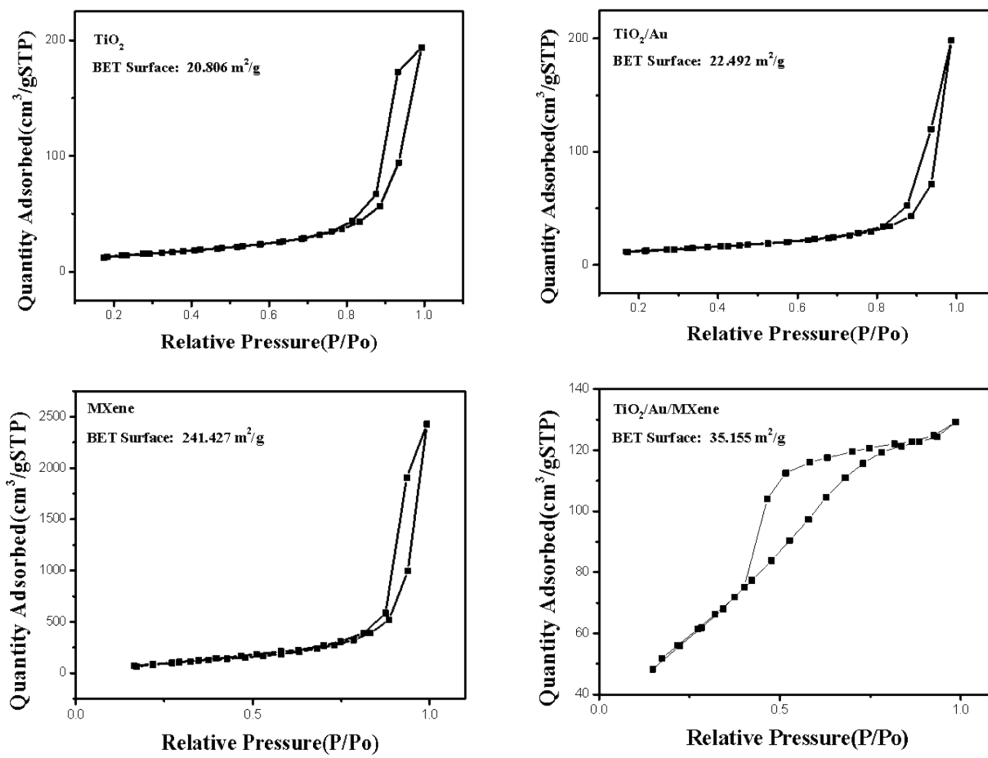 TiO2
BET Surface: 20.806 m2/g
200
100
0
0.2
0.4
0.6
0.8
1.0
Quantity Adsorbed(cm3/gSTP)
Relative Pressure(P/Po)
TiO2/Au
BET Surface: 22.492 m2/g
200
100
0
0.2
0.4
0.6
0.8
1.0
Quantity Adsorbed(cm3/gSTP)
Relative Pressure(P/Po)
MXene
BET Surface: 241.427 m2/g
2500
2000
1500
1000
500
0
0.0
0.5
1.0
Quantity Adsorbed(cm3/gSTP)
Relative Pressure(P/Po)
TiO2/Au/MXene
BET Surface: 35.155 m2/g
140
120
100
80
60
40
0.0
0.5
1.0
Quantity Adsorbed(cm3/gSTP)
Relative Pressure(P/Po)